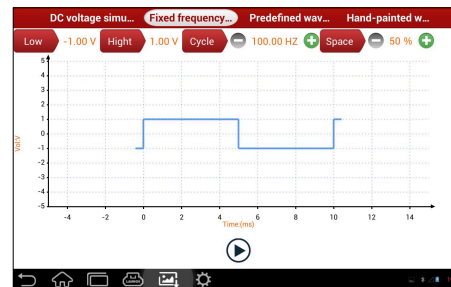 DC voltage simu... Fixed frequency... Predefined wav... Hand-painted w...
Low -1.00 V Hight 1.00 V Cycle 100.00 HZ Space 50 %
5
4
3
2
1
0
-1
-2
-3
-4
-5
Vol:V
-4 -2 0 2 4 6 8 10 12 14
Time:(ms)